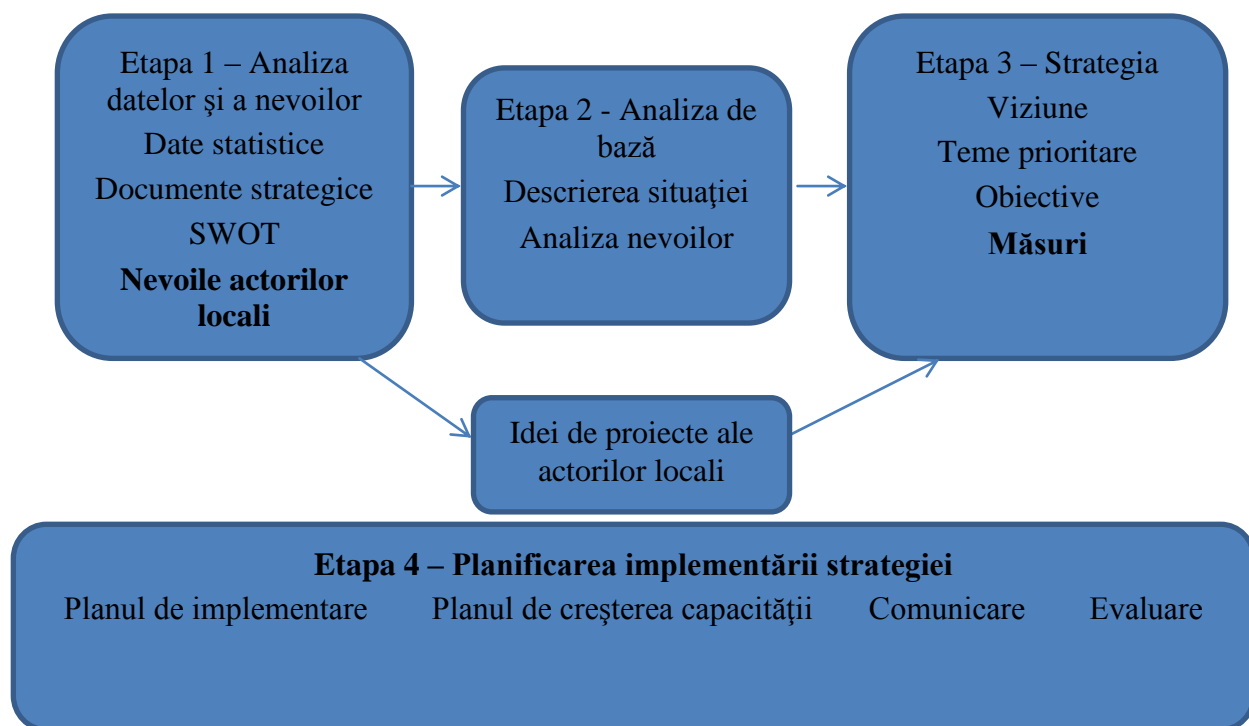 Etapa 1 – Analiza
datelor şi a nevoilor
Date statistice
Documente strategice
SWOT
Nevoile actorilor
locali
Etapa 2 - Analiza de
bază
Descrierea situaţiei
Analiza nevoilor
Etapa 3 – Strategia
Viziune
Teme prioritare
Obiective
Măsuri
Idei de proiecte ale
actorilor locali
Etapa 4 – Planificarea implementării strategiei
Planul de implementare Planul de creşterea capacităţii Comunicare Evaluare